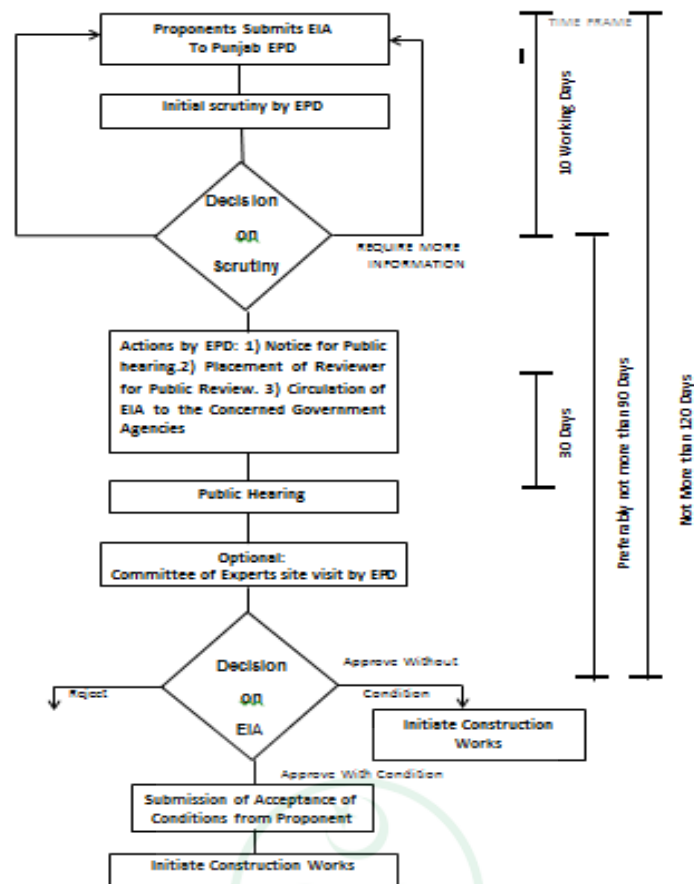 Proponents Submits EIA
To Punjab EPD
TIME FRAME
Initial scrutiny by EPD
10 Working Days
Decision
on
Scrutiny
REQUIRE MORE
INFORMATION
Actions by EPD: 1) Notice for Public
hearing.2) Placement of Reviewer
for Public Review. 3) Circulation of
EIA to the Concerned Government
Agencies
30 Days
Preferably not more than 90 Days
Not More than 120 Days
Public Hearing
Optional:
Committee of Experts site visit by EPD
Decision
on
EIA
Reject
Approve Without
Condition
Initiate Construction
Works
Approve With Condition
Submission of Acceptance of
Conditions from Proponent
Initiate Construction Works